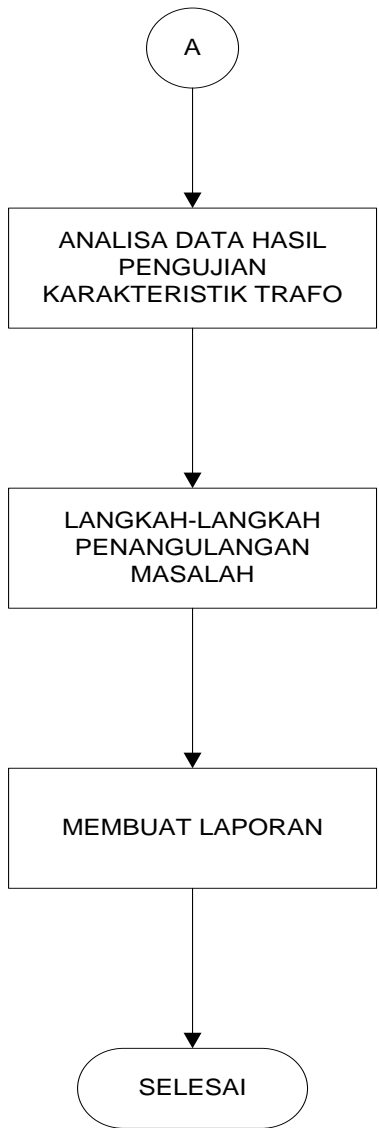 A
ANALISA DATA HASIL
PENGUJIAN
KARAKTERISTIK TRAFO
LANGKAH-LANGKAH
PENANGULANGAN
MASALAH
MEMBUAT LAPORAN
SELESAI